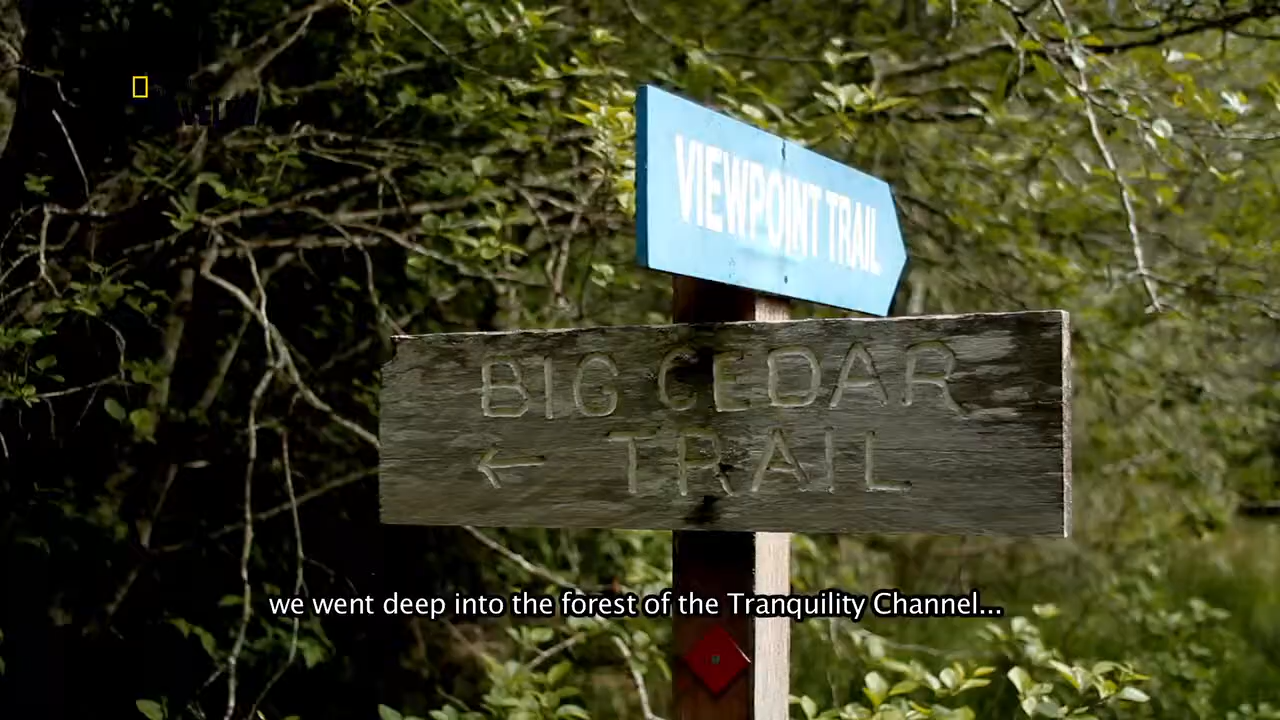 VIEWPOINT TRAIL
BIG CEDAR
← TRAIL
we went deep into the forest of the Tranquility Channel...